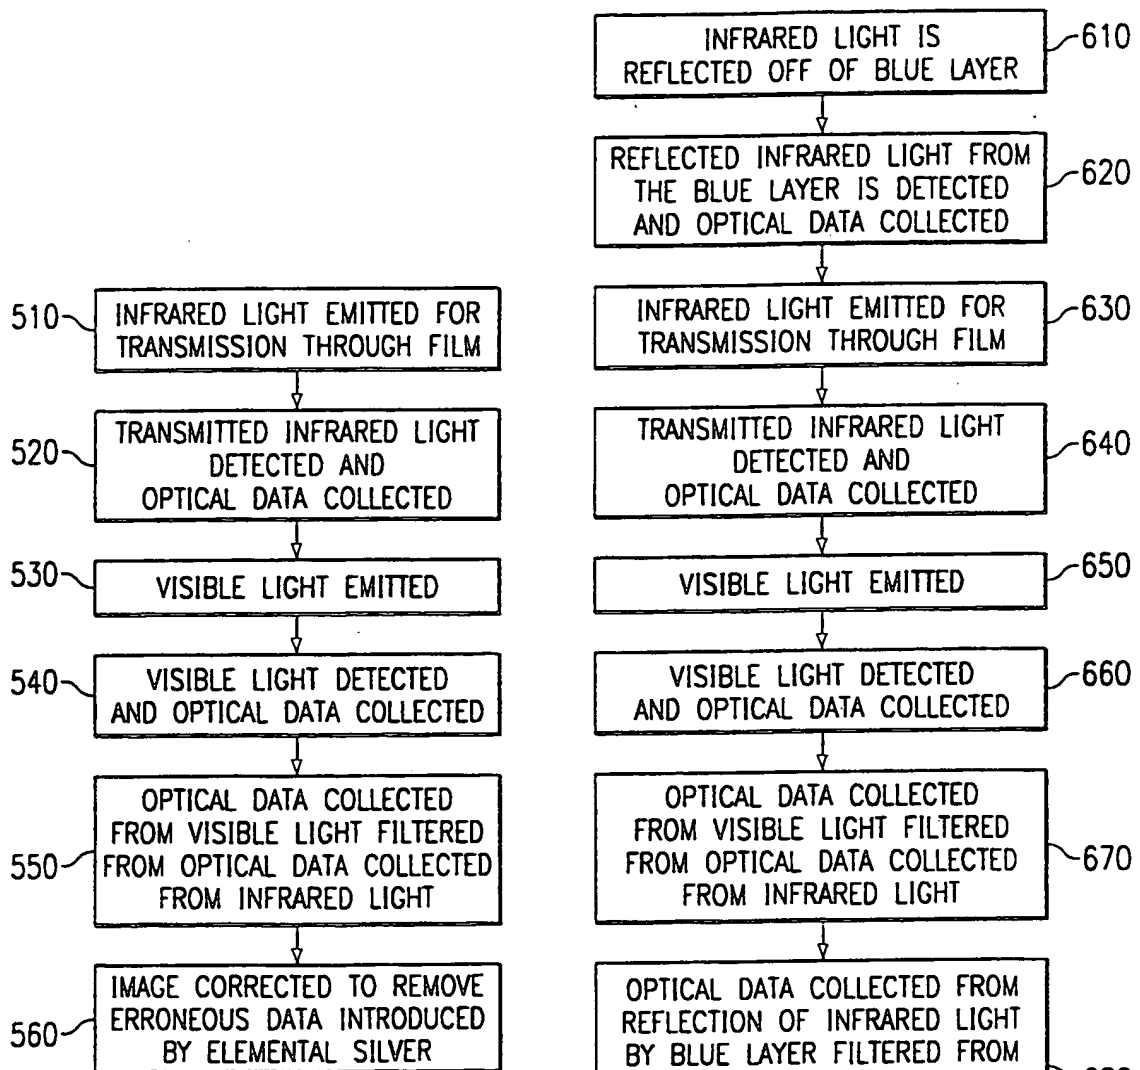 510
INFRARED LIGHT EMITTED FOR
TRANSMISSION THROUGH FILM
520
TRANSMITTED INFRARED LIGHT
DETECTED AND
OPTICAL DATA COLLECTED
530
VISIBLE LIGHT EMITTED
540
VISIBLE LIGHT DETECTED
AND OPTICAL DATA COLLECTED
550
OPTICAL DATA COLLECTED
FROM VISIBLE LIGHT FILTERED
FROM OPTICAL DATA COLLECTED
FROM INFRARED LIGHT
560
IMAGE CORRECTED TO REMOVE
ERRONEOUS DATA INTRODUCED
BY ELEMENTAL SILVER
INFRARED LIGHT IS
REFLECTED OFF OF BLUE LAYER
610
REFLECTED INFRARED LIGHT FROM
THE BLUE LAYER IS DETECTED
AND OPTICAL DATA COLLECTED
620
INFRARED LIGHT EMITTED FOR
TRANSMISSION THROUGH FILM
630
TRANSMITTED INFRARED LIGHT
DETECTED AND
OPTICAL DATA COLLECTED
640
VISIBLE LIGHT EMITTED
650
VISIBLE LIGHT DETECTED
AND OPTICAL DATA COLLECTED
660
OPTICAL DATA COLLECTED
FROM VISIBLE LIGHT FILTERED
FROM OPTICAL DATA COLLECTED
FROM INFRARED LIGHT
670
OPTICAL DATA COLLECTED FROM
REFLECTION OF INFRARED LIGHT
BY BLUE LAYER FILTERED FROM